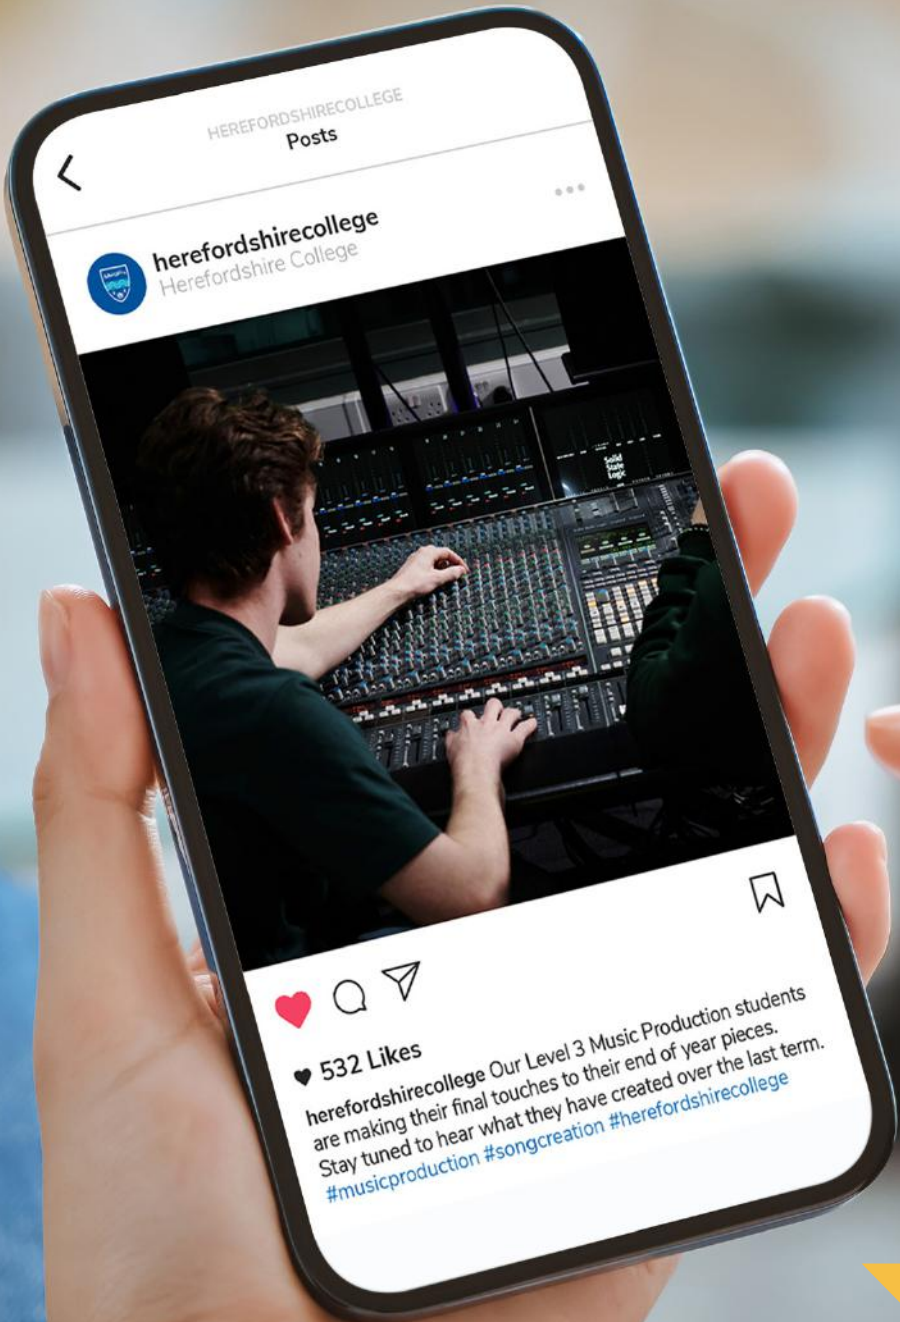 HEREFORDSHIRECOLLEGE
Posts
herefordshirecollege
Herefordshire College
Solid
State
Logic
532 Likes
herefordshirecollege Our Level 3 Music Production students
are making their final touches to their end of year pieces.
Stay tuned to hear what they have created over the last term.
#musicproduction #songcreation #herefordshirecollege